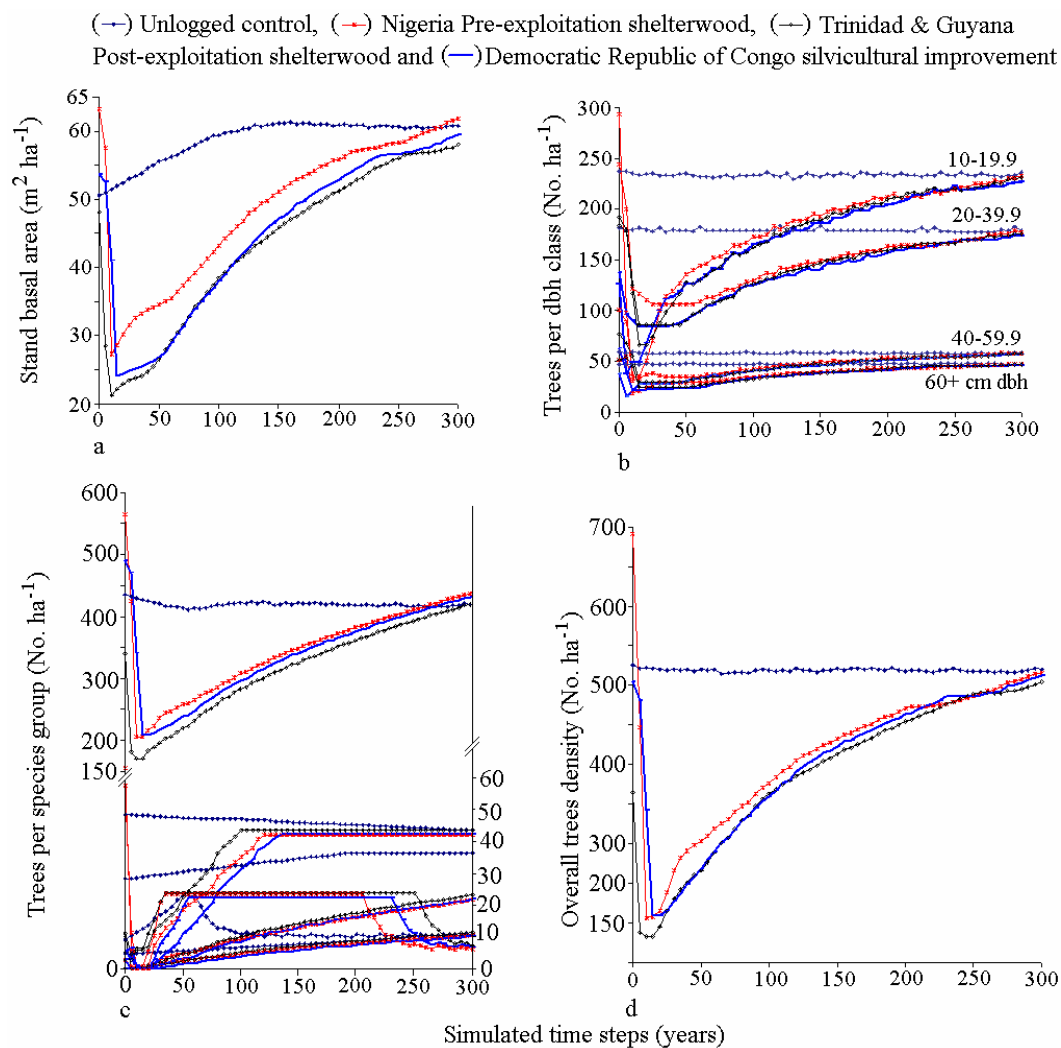 (—) Unlogged control, (—) Nigeria Pre-exploitation shelterwood, (—) Trinidad & Guyana
Post-exploitation shelterwood and (—) Democratic Republic of Congo silvicultural improvement
Stand basal area (m² ha⁻¹)
65
60
50
40
30
20
0 50 100 150 200 250 300
a
Trees per dbh class (No. ha⁻¹)
300
250
200
150
100
50
0
10-19.9
20-39.9
40-59.9
60+ cm dbh
0 50 100 150 200 250 300
b
Trees per species group (No. ha⁻¹)
600
500
400
300
200
150
0
60
50
40
30
20
10
0
0 50 100 150 200 250 300
c
Overall trees density (No. ha⁻¹)
700
500
400
300
200
150
0 50 100 150 200 250 300
d
Simulated time steps (years)